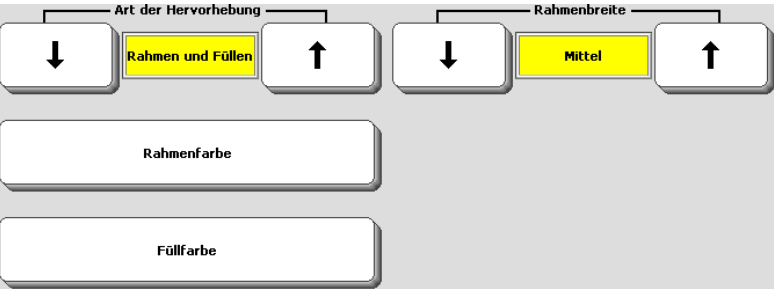 Art der Hervorhebung
Rahmenbreite
Rahmen und Füllen
Mittel
Rahmenfarbe
Füllfarbe